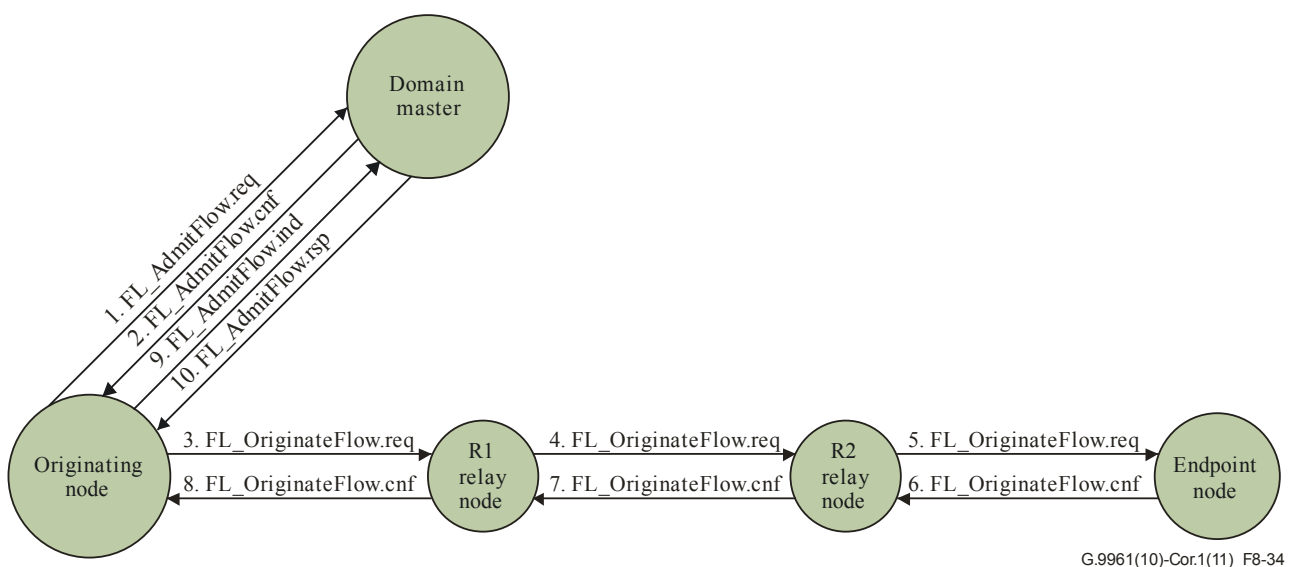 Domain
master
1. FL_AdmitFlow.req
2. FL_AdmitFlow.cnf
9. FL_AdmitFlow.ind
10. FL_AdmitFlow.rsp
Originating
node
3. FL_OriginateFlow.req
8. FL_OriginateFlow.cnf
R1
relay
node
4. FL_OriginateFlow.req
7. FL_OriginateFlow.cnf
R2
relay
node
5. FL_OriginateFlow.req
6. FL_OriginateFlow.cnf
Endpoint
node
G.9961(10)-Cor.1(11) F8-34